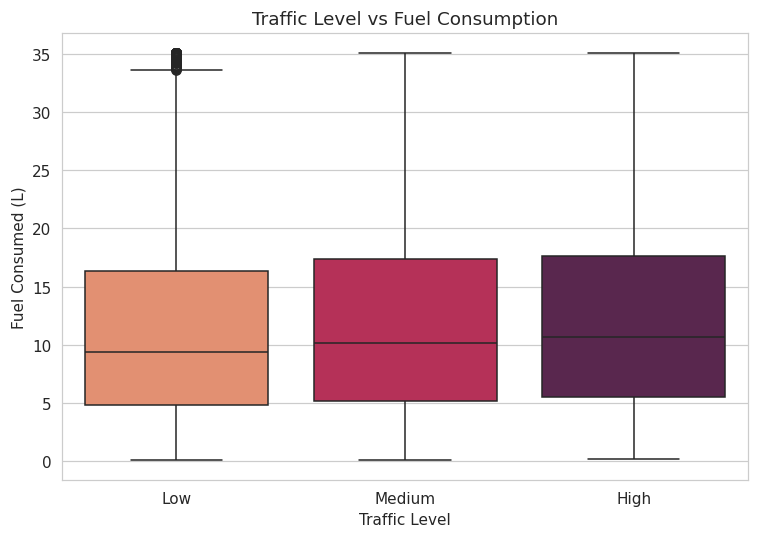 Traffic Level vs Fuel Consumption
Fuel Consumed (L)
35
30
25
20
15
10
5
0
Low Medium High
Traffic Level